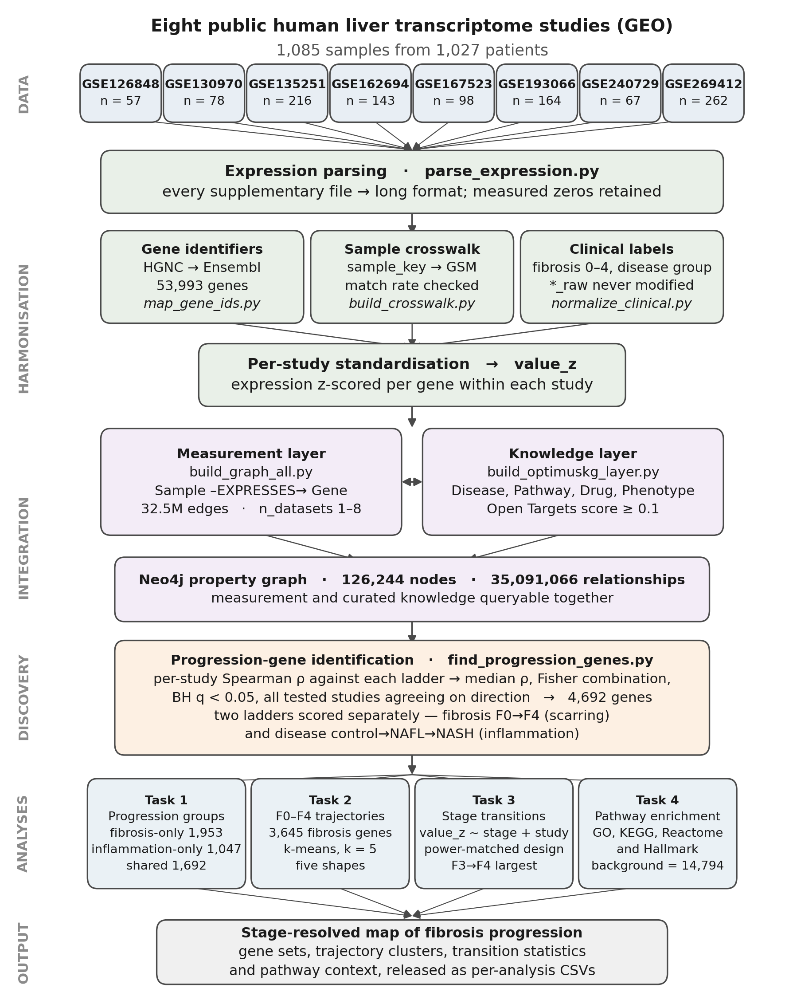 Eight public human liver transcriptome studies (GEO)
1,085 samples from 1,027 patients
DATA
GSE126848
n = 57
GSE130970
n = 78
GSE135251
n = 216
GSE162694
n = 143
GSE167523
n = 98
GSE193066
n = 164
GSE240729
n = 67
GSE269412
n = 262
HARMONISATION
Expression parsing · parse_expression.py
every supplementary file → long format; measured zeros retained
Gene identifiers
HGNC → Ensembl
53,993 genes
map_gene_ids.py
Sample crosswalk
sample_key → GSM
match rate checked
build_crosswalk.py
Clinical labels
fibrosis 0–4, disease group
*_raw never modified
normalize_clinical.py
Per-study standardisation → value_z
expression z-scored per gene within each study
INTEGRATION
Measurement layer
build_graph_all.py
Sample –EXPRESSES→ Gene
32.5M edges · n_datasets 1–8
Knowledge layer
build_optimuskg_layer.py
Disease, Pathway, Drug, Phenotype
Open Targets score ≥ 0.1
Neo4j property graph · 126,244 nodes · 35,091,066 relationships
measurement and curated knowledge queryable together
DISCOVERY
Progression-gene identification · find_progression_genes.py
per-study Spearman ρ against each ladder → median ρ, Fisher combination,
BH q < 0.05, all tested studies agreeing on direction → 4,692 genes
two ladders scored separately — fibrosis F0→F4 (scarring)
and disease control→NAFL→NASH (inflammation)
ANALYSES
Task 1
Progression groups
fibrosis-only 1,953
inflammation-only 1,047
shared 1,692
Task 2
F0–F4 trajectories
3,645 fibrosis genes
k-means, k = 5
five shapes
Task 3
Stage transitions
value_z ~ stage + study
power-matched design
F3→F4 largest
Task 4
Pathway enrichment
GO, KEGG, Reactome
and Hallmark
background = 14,794
OUTPUT
Stage-resolved map of fibrosis progression
gene sets, trajectory clusters, transition statistics
and pathway context, released as per-analysis CSVs